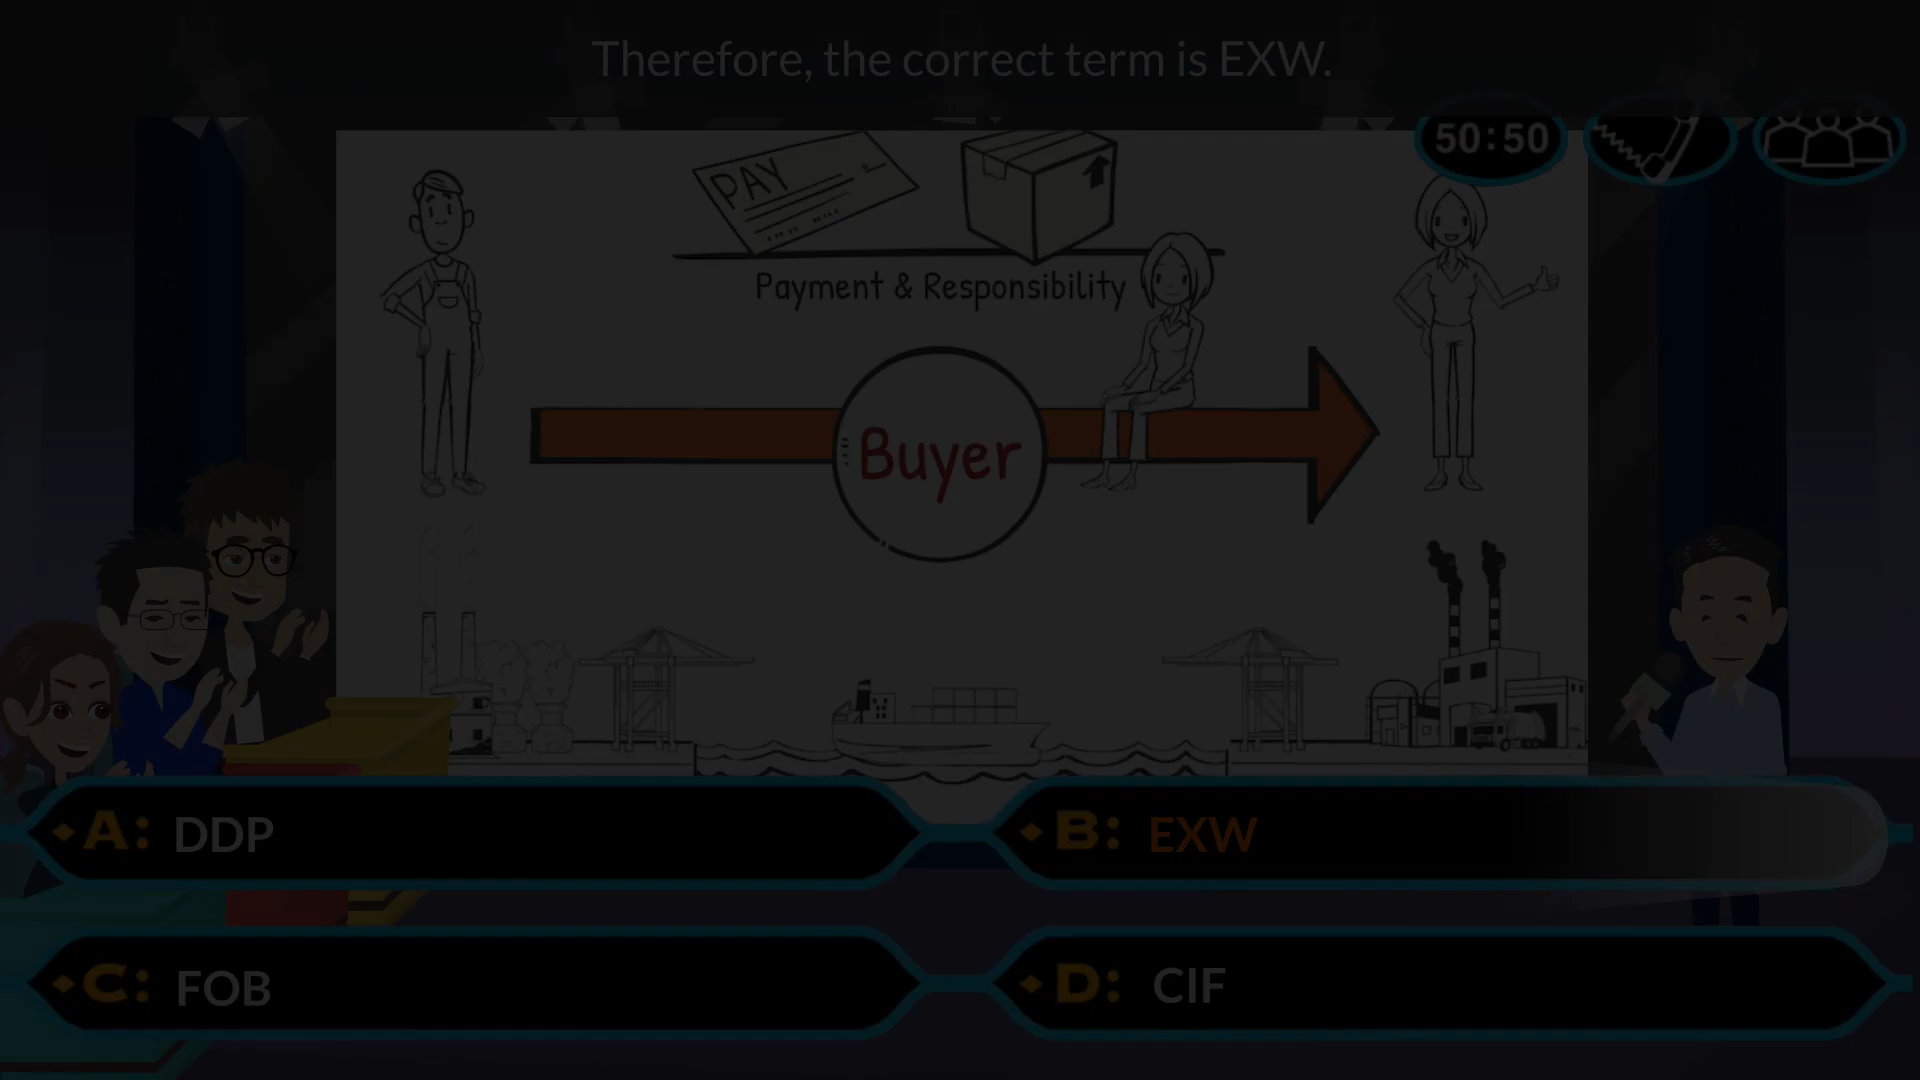 Therefore, the correct term is EXW.
50:50
PAY
Payment & Responsibility
Buyer
A: DDP
B: EXW
C: FOB
D: CIF